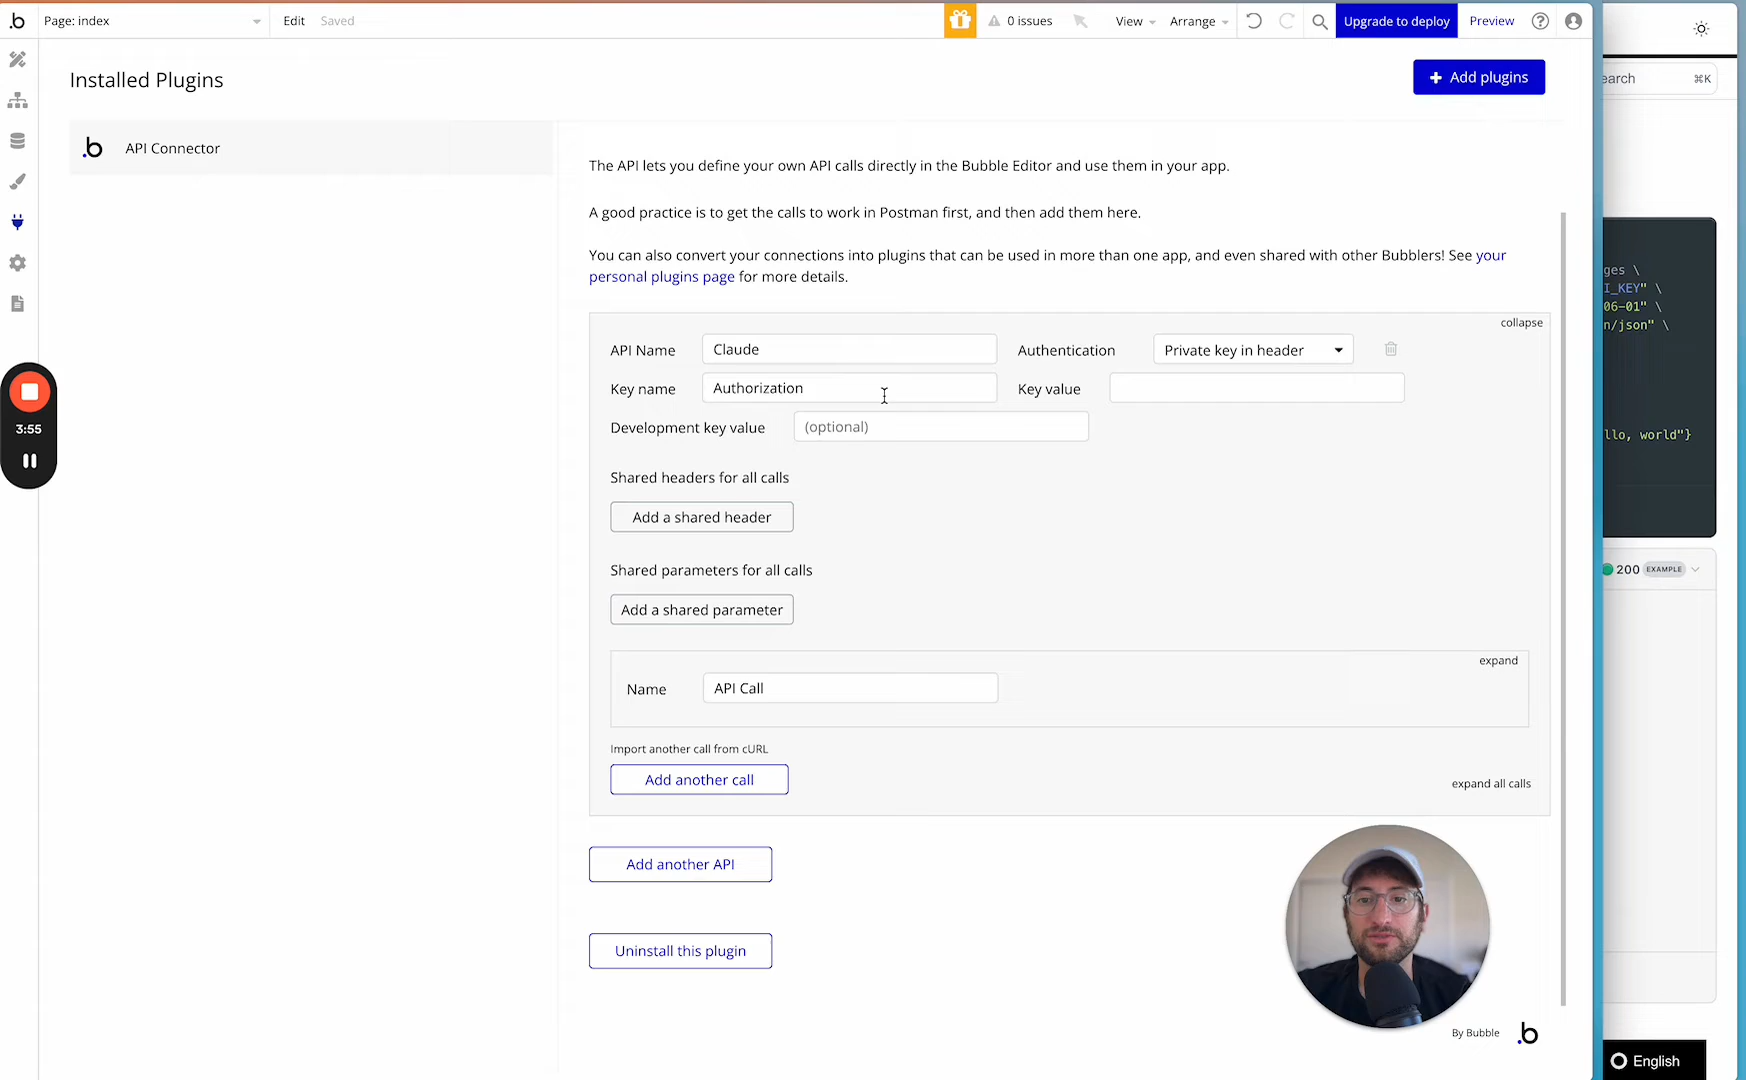 Page: index
Edit
Saved
0 issues
View
Arrange
Upgrade to deploy
Preview
Installed Plugins
+ Add plugins
earch
⌘K
API Connector
The API lets you define your own API calls directly in the Bubble Editor and use them in your app.
A good practice is to get the calls to work in Postman first, and then add them here.
You can also convert your connections into plugins that can be used in more than one app, and even shared with other Bubblers! See your
personal plugins page for more details.
ges \
I_KEY" \
06-01" \
n/json" \
collapse
API Name
Claude
Authentication
Private key in header
Key name
Authorization
Key value
Development key value
(optional)
3:55
llo, world"}
Shared headers for all calls
Add a shared header
Shared parameters for all calls
Add a shared parameter
200 EXAMPLE
expand
Name
API Call
Import another call from cURL
Add another call
expand all calls
Add another API
Uninstall this plugin
By Bubble
.b
English